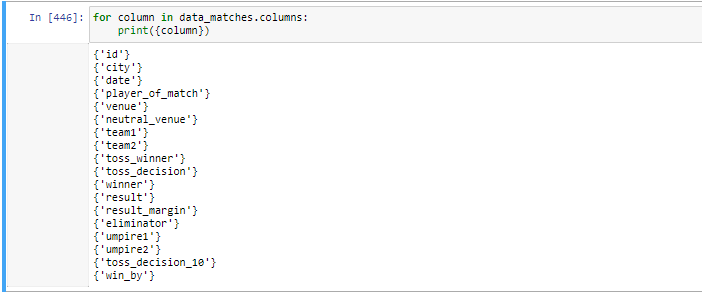 In [446]: for column in data_matches.columns:
print({column})
{'id'}
{'city'}
{'date'}
{'player_of_match'}
{'venue'}
{'neutral_venue'}
{'team1'}
{'team2'}
{'toss_winner'}
{'toss_decision'}
{'winner'}
{'result'}
{'result_margin'}
{'eliminator'}
{'umpire1'}
{'umpire2'}
{'toss_decision_10'}
{'win_by'}